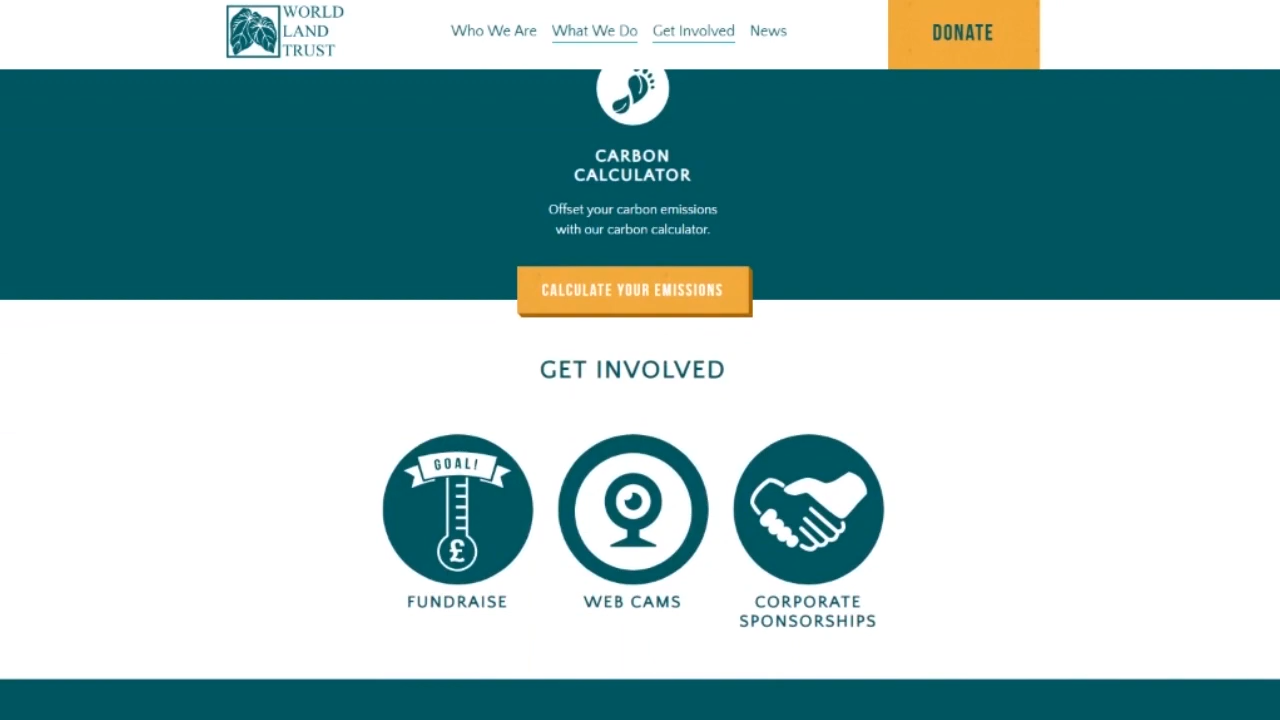 WORLD
LAND
TRUST
Who We Are What We Do Get Involved News
DONATE
CARBON
CALCULATOR
Offset your carbon emissions
with our carbon calculator.
CALCULATE YOUR EMISSIONS
GET INVOLVED
GOAL!
£
FUNDRAISE
WEB CAMS
CORPORATE
SPONSORSHIPS